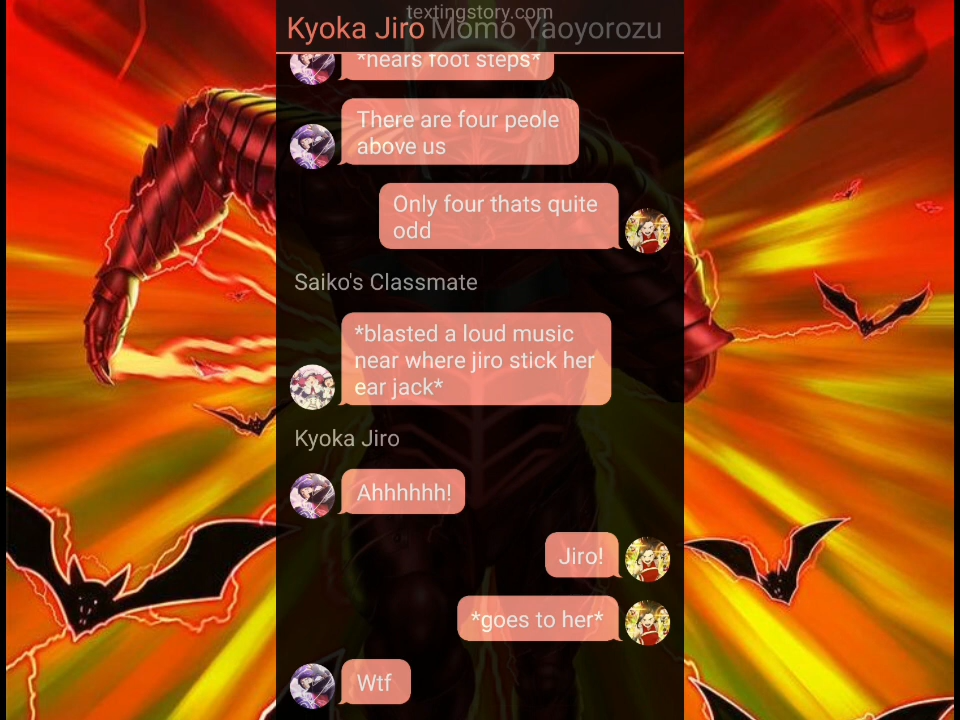 textingstory.com
Kyoka Jiro Momo Yaoyorozu
*hears foot steps*
There are four peole
above us
Only four thats quite
odd
Saiko's Classmate
*blasted a loud music
near where jiro stick her
ear jack*
Kyoka Jiro
Ahhhhhh!
Jiro!
*goes to her*
Wtf